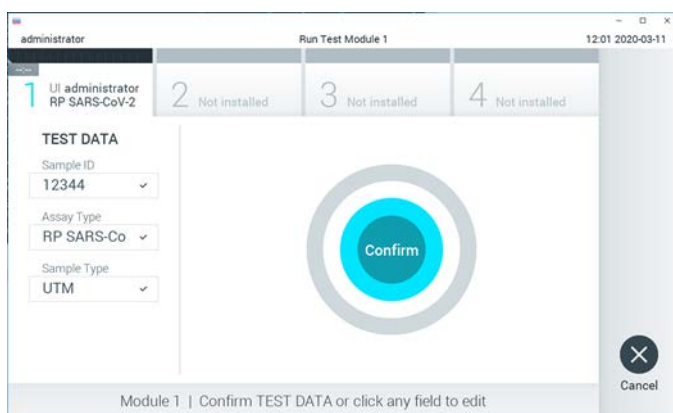 administrator Run Test Module 1 12:01 2020-03-11
1 UI administrator
RP SARS-CoV-2
2 Not installed
3 Not installed
4 Not installed
TEST DATA
Sample ID
12344
Assay Type
RP SARS-Co
Sample Type
UTM
Confirm
Cancel
Module 1 | Confirm TEST DATA or click any field to edit